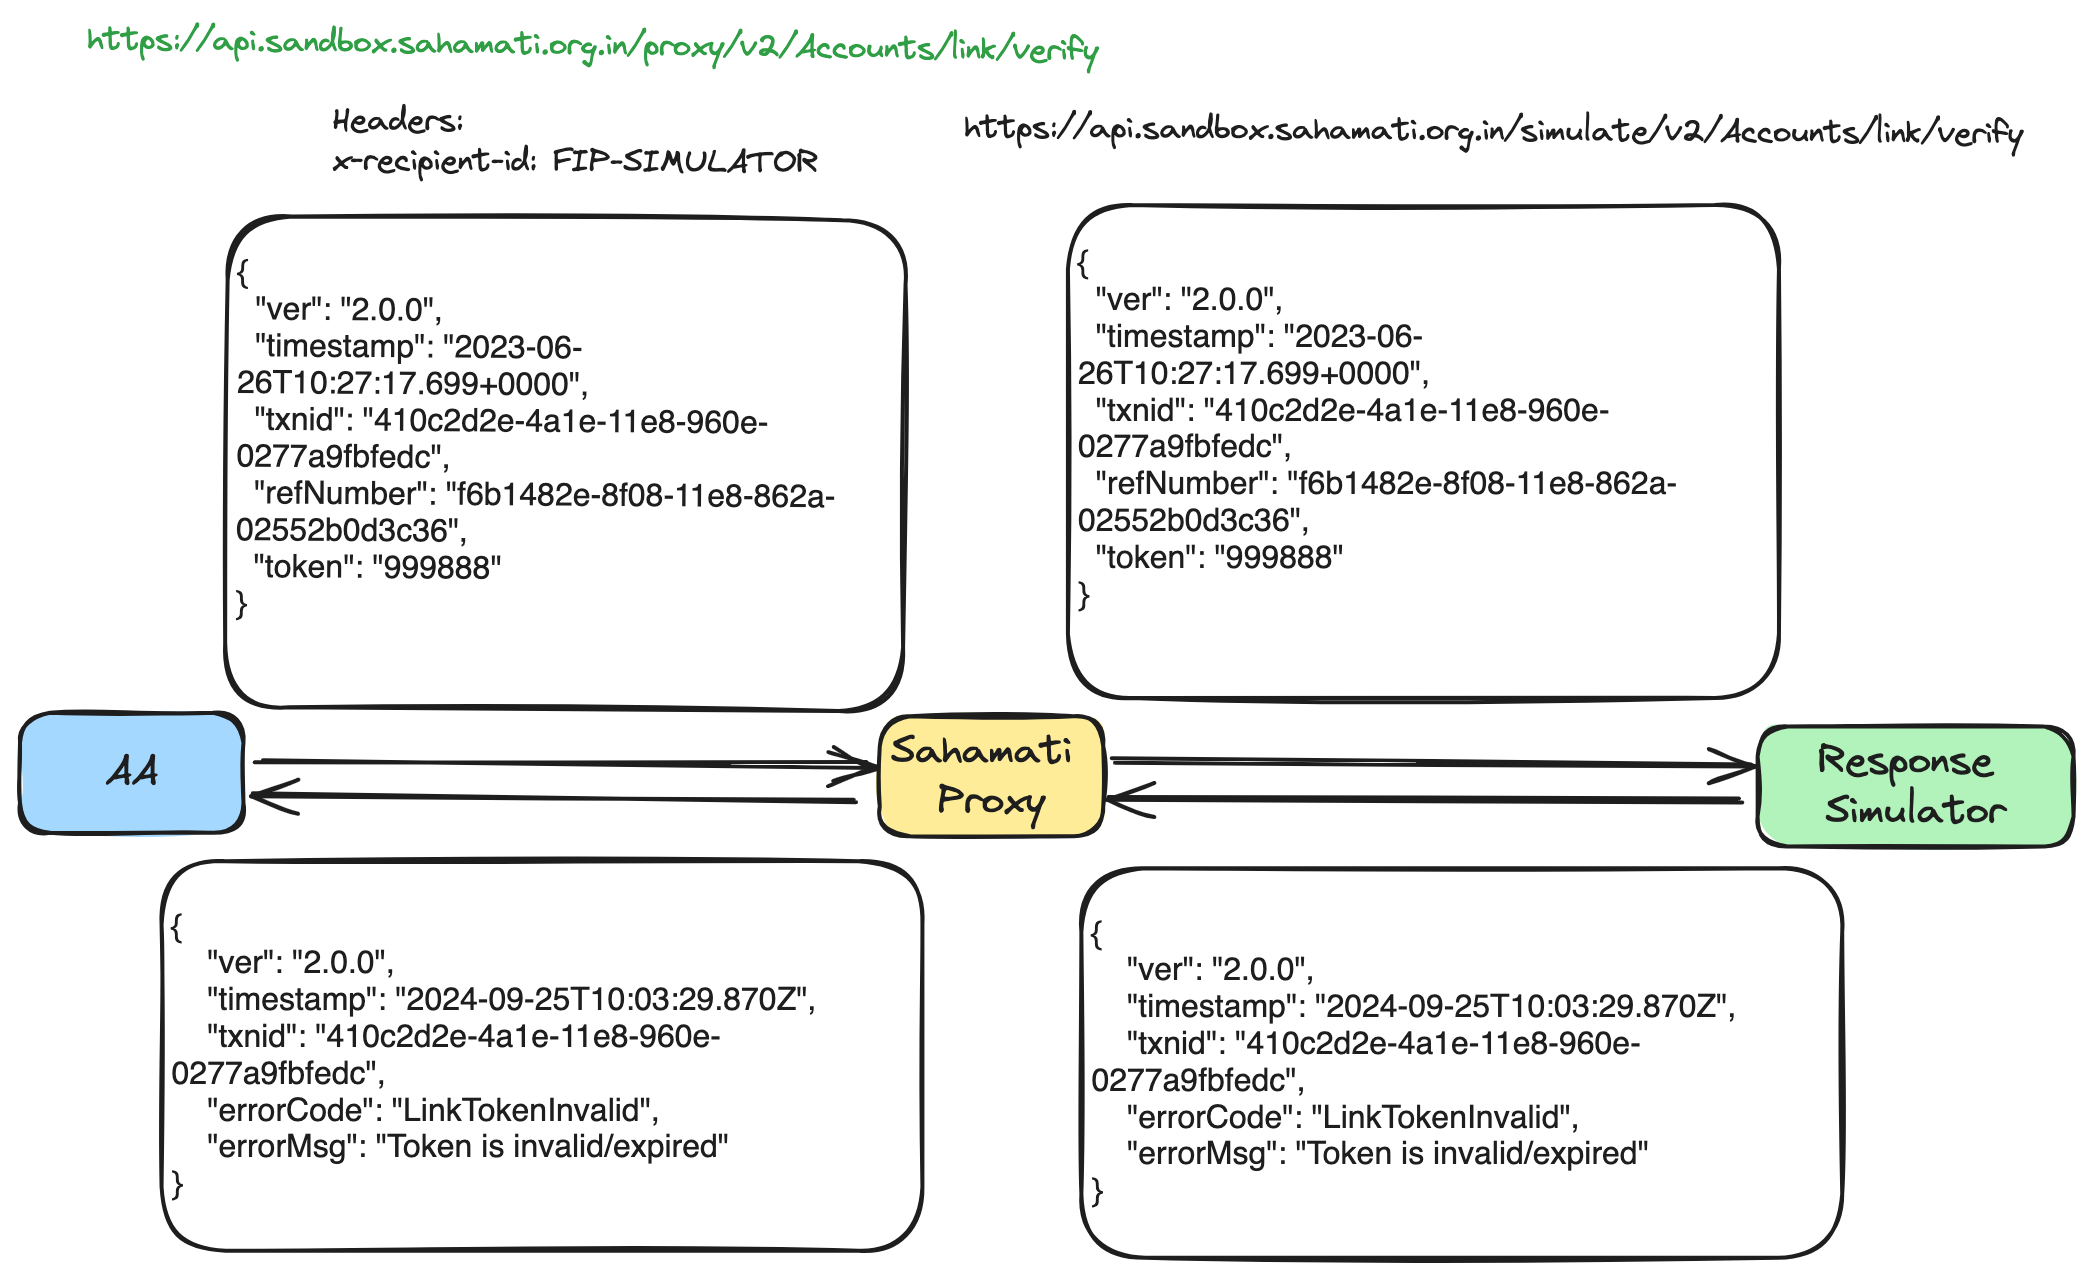 https://api.sandbox.sahamati.org.in/proxy/v2/Accounts/link/verify
Headers:
x-recipient-id: FIP-SIMULATOR
https://api.sandbox.sahamati.org.in/simulate/v2/Accounts/link/verify
{
"ver": "2.0.0",
"timestamp": "2023-06-
26T10:27:17.699+0000",
"txnid": "410c2d2e-4a1e-11e8-960e-
0277a9fbfedc",
"refNumber": "f6b1482e-8f08-11e8-862a-
02552b0d3c36",
"token": "999888"
}
{
"ver": "2.0.0",
"timestamp": "2023-06-
26T10:27:17.699+0000",
"txnid": "410c2d2e-4a1e-11e8-960e-
0277a9fbfedc",
"refNumber": "f6b1482e-8f08-11e8-862a-
02552b0d3c36",
"token": "999888"
}
AA
Sahamati
Proxy
Response
Simulator
{
"ver": "2.0.0",
"timestamp": "2024-09-25T10:03:29.870Z",
"txnid": "410c2d2e-4a1e-11e8-960e-
0277a9fbfedc",
"errorCode": "LinkTokenInvalid",
"errorMsg": "Token is invalid/expired"
}
{
"ver": "2.0.0",
"timestamp": "2024-09-25T10:03:29.870Z",
"txnid": "410c2d2e-4a1e-11e8-960e-
0277a9fbfedc",
"errorCode": "LinkTokenInvalid",
"errorMsg": "Token is invalid/expired"
}